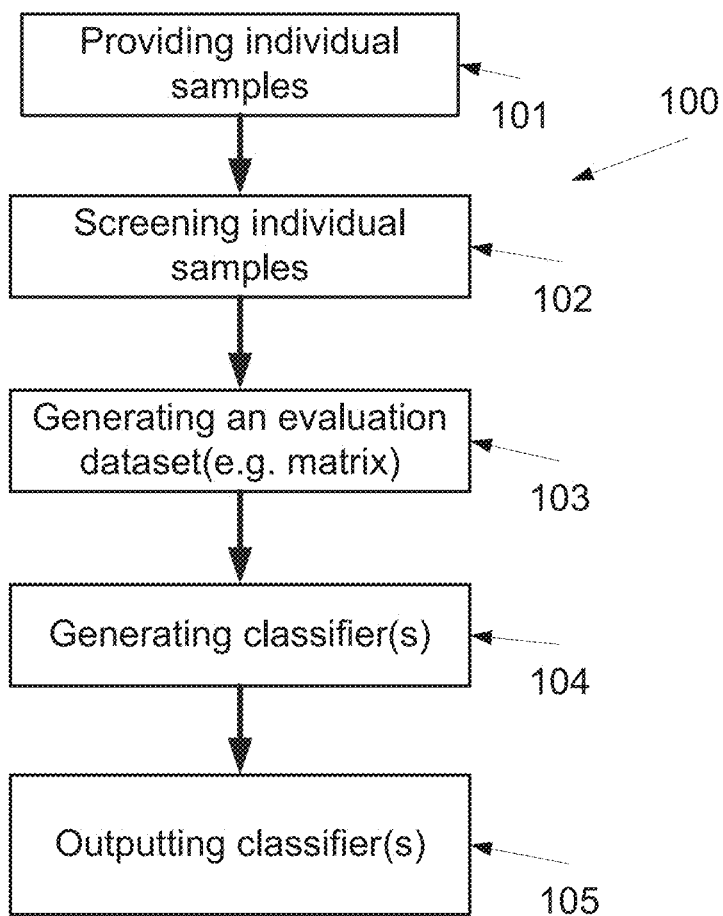 Providing individual
samples
101
100
Screening individual
samples
102
Generating an evaluation
dataset(e.g. matrix)
103
Generating classifier(s)
104
Outputting classifier(s)
105